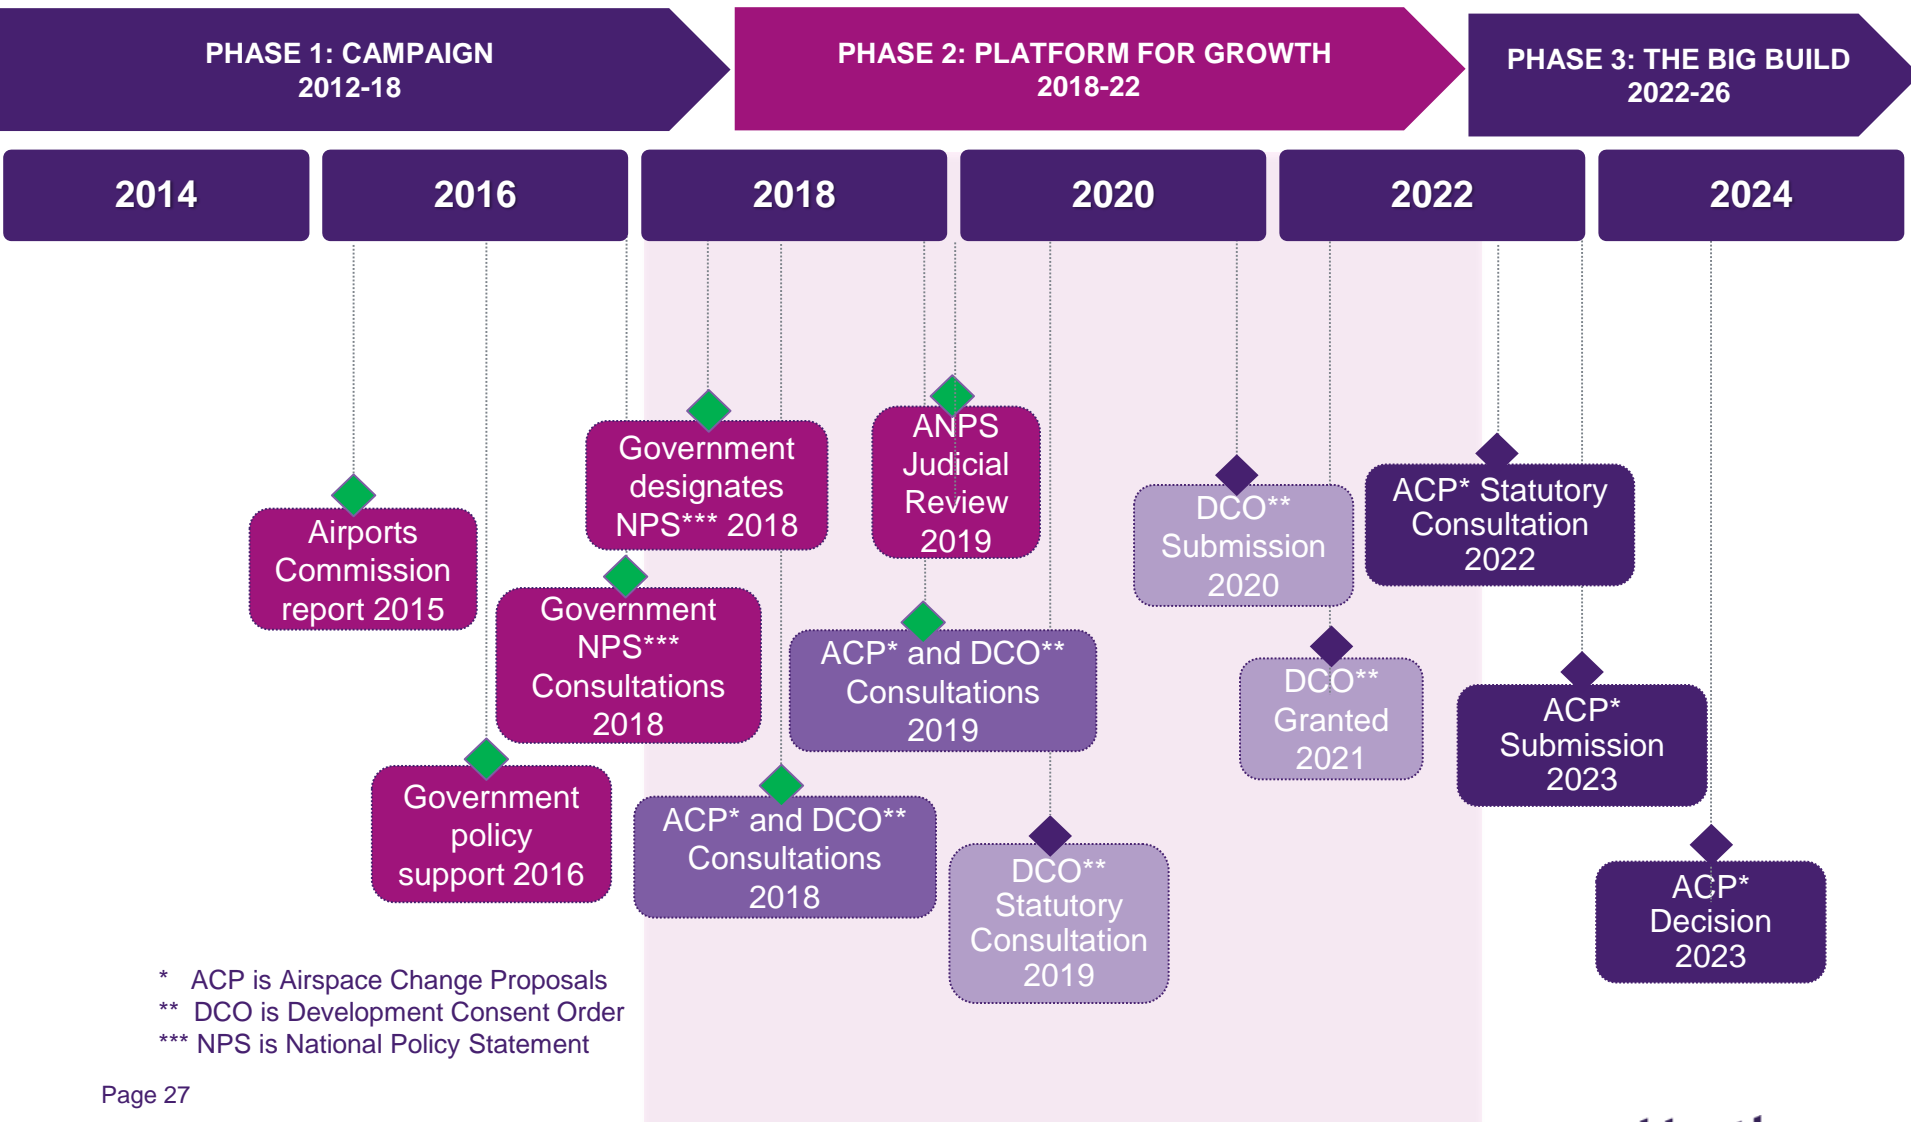 PHASE 1: CAMPAIGN
2012-18
PHASE 2: PLATFORM FOR GROWTH
2018-22
PHASE 3: THE BIG BUILD
2022-26
2014
2016
2018
2020
2022
2024
Airports
Commission
report 2015
Government
policy
support 2016
Government
NPS***
Consultations
2018
Government
designates
NPS*** 2018
ACP* and DCO**
Consultations
2018
ANPS
Judicial
Review
2019
ACP* and DCO**
Consultations
2019
DCO**
Statutory
Consultation
2019
DCO**
Submission
2020
DCO**
Granted
2021
ACP* Statutory
Consultation
2022
ACP*
Submission
2023
ACP*
Decision
2023
* ACP is Airspace Change Proposals
** DCO is Development Consent Order
*** NPS is National Policy Statement
Page 27